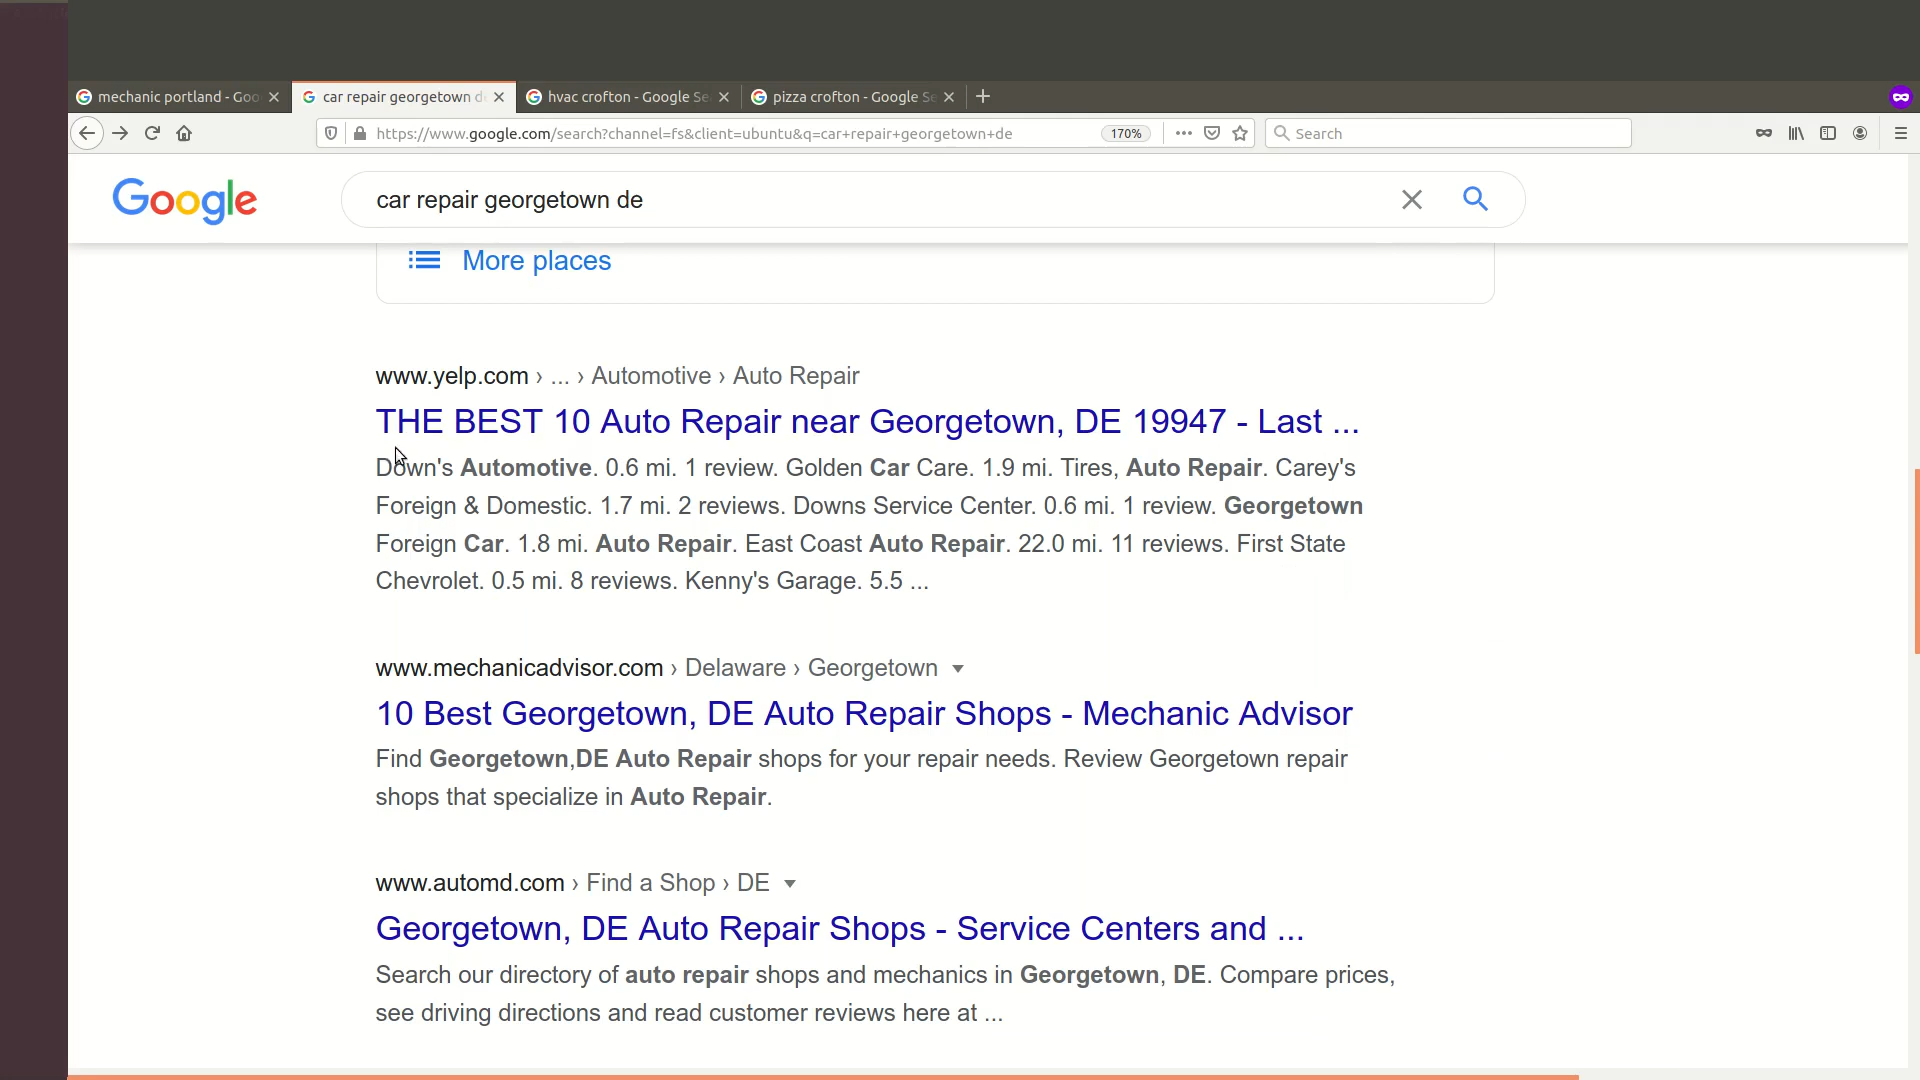 mechanic portland - Goo
car repair georgetown d
hvac crofton - Google Se
pizza crofton - Google Se
https://www.google.com/search?channel=fs&client=ubuntu&q=car+repair+georgetown+de
170%
Search
Google
car repair georgetown de
More places
www.yelp.com › ... › Automotive › Auto Repair
THE BEST 10 Auto Repair near Georgetown, DE 19947 - Last ...
Down's Automotive. 0.6 mi. 1 review. Golden Car Care. 1.9 mi. Tires, Auto Repair. Carey's
Foreign & Domestic. 1.7 mi. 2 reviews. Downs Service Center. 0.6 mi. 1 review. Georgetown
Foreign Car. 1.8 mi. Auto Repair. East Coast Auto Repair. 22.0 mi. 11 reviews. First State
Chevrolet. 0.5 mi. 8 reviews. Kenny's Garage. 5.5 ...
www.mechanicadvisor.com › Delaware › Georgetown
10 Best Georgetown, DE Auto Repair Shops - Mechanic Advisor
Find Georgetown,DE Auto Repair shops for your repair needs. Review Georgetown repair
shops that specialize in Auto Repair.
www.automd.com › Find a Shop › DE
Georgetown, DE Auto Repair Shops - Service Centers and ...
Search our directory of auto repair shops and mechanics in Georgetown, DE. Compare prices,
see driving directions and read customer reviews here at ...